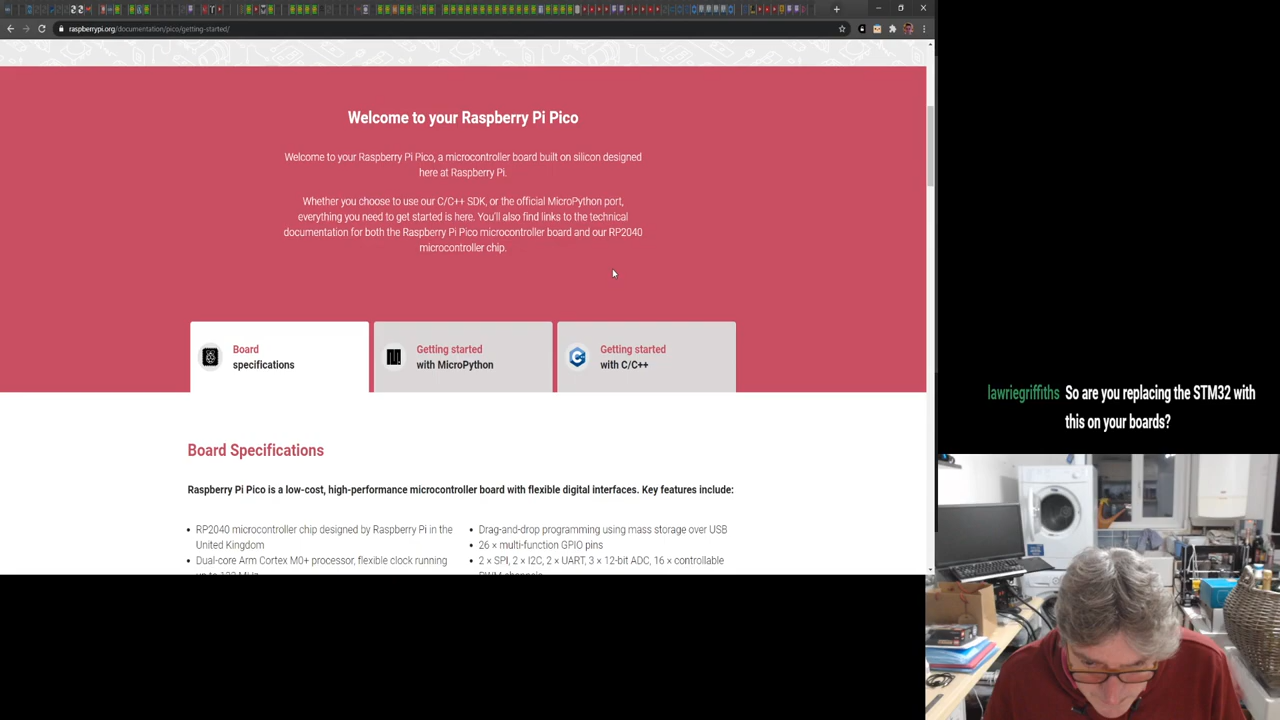 raspberrypi.org/documentation/pico/getting-started/
Welcome to your Raspberry Pi Pico
Welcome to your Raspberry Pi Pico, a microcontroller board built on silicon designed
here at Raspberry Pi.
Whether you choose to use our C/C++ SDK, or the official MicroPython port,
everything you need to get started is here. You'll also find links to the technical
documentation for both the Raspberry Pi Pico microcontroller board and our RP2040
microcontroller chip.
Board
specifications
Getting started
with MicroPython
Getting started
with C/C++
Board Specifications
Raspberry Pi Pico is a low-cost, high-performance microcontroller board with flexible digital interfaces. Key features include:
RP2040 microcontroller chip designed by Raspberry Pi in the
United Kingdom
Dual-core Arm Cortex M0+ processor, flexible clock running
Drag-and-drop programming using mass storage over USB
26 × multi-function GPIO pins
2 × SPI, 2 × I2C, 2 × UART, 3 × 12-bit ADC, 16 × controllable
lawriegriffiths So are you replacing the STM32 with
this on your boards?